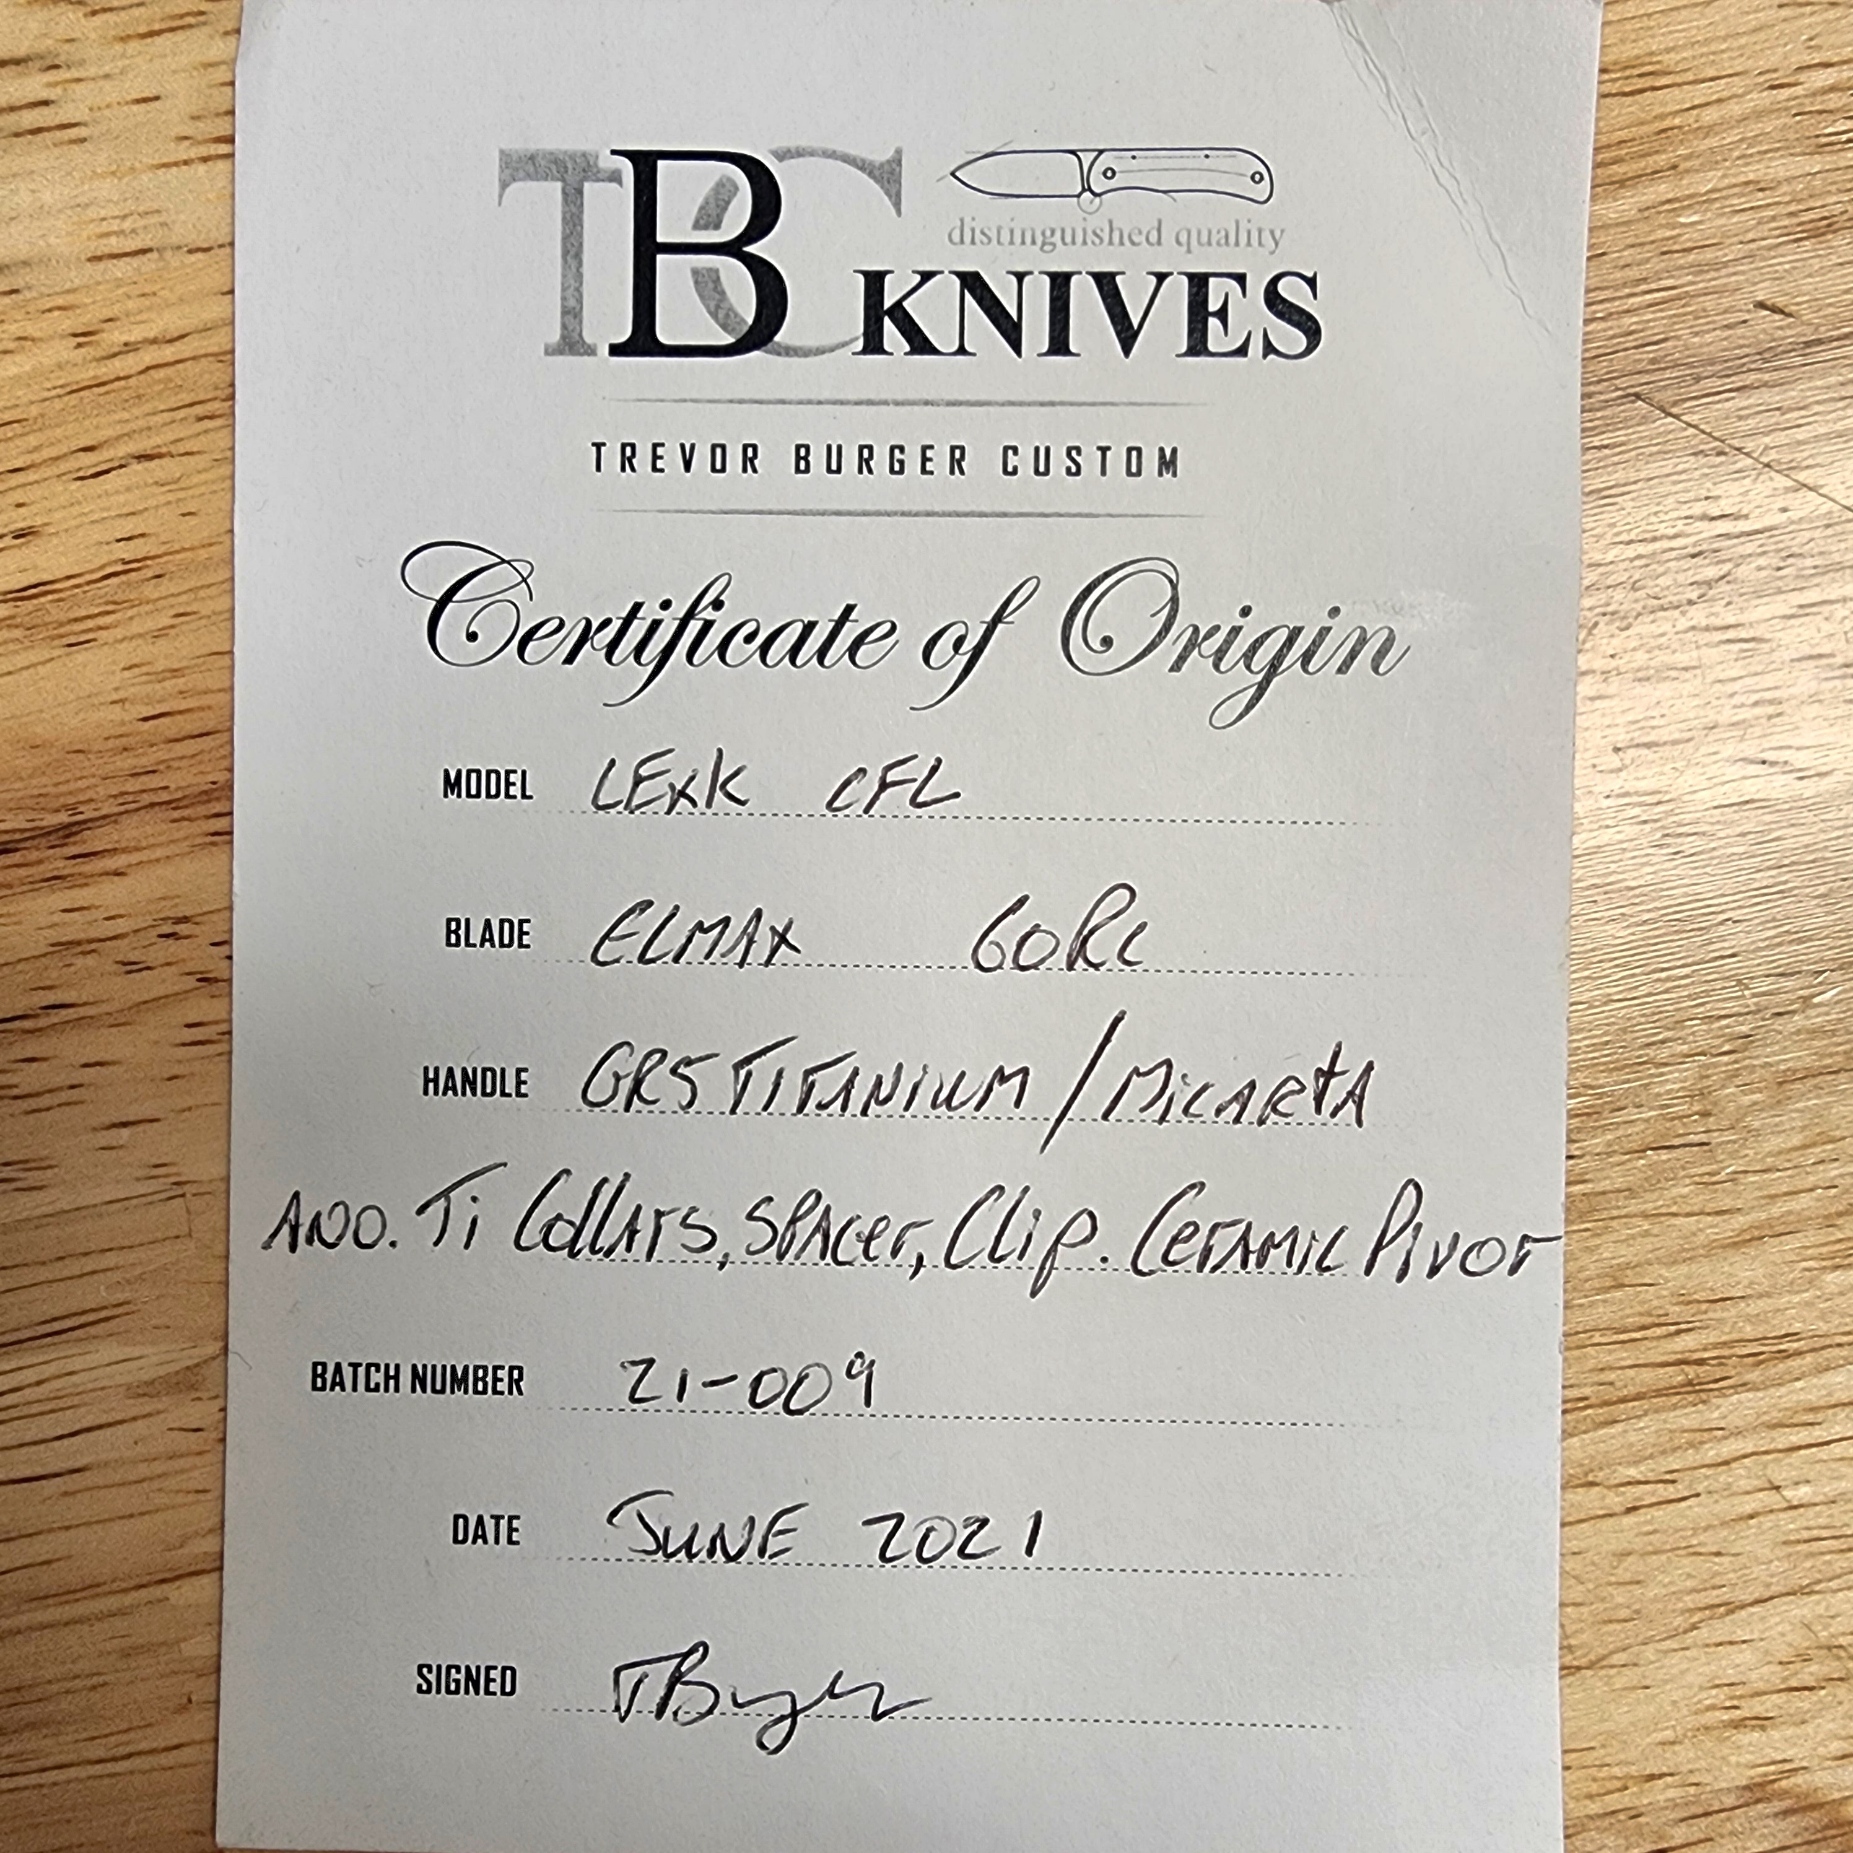 TBC
distinguished quality
KNIVES
TREVOR BURGER CUSTOM
Certificate of Origin
MODEL LExK CFL
BLADE ELMAX 60Rc
HANDLE GR5 TITANIUM / MiCARtA
ANO. Ti CollArs, SPAcer, Clip. CerAMIC PIVOT
BATCH NUMBER 21-009
DATE JUNE 2021
SIGNED TBurger